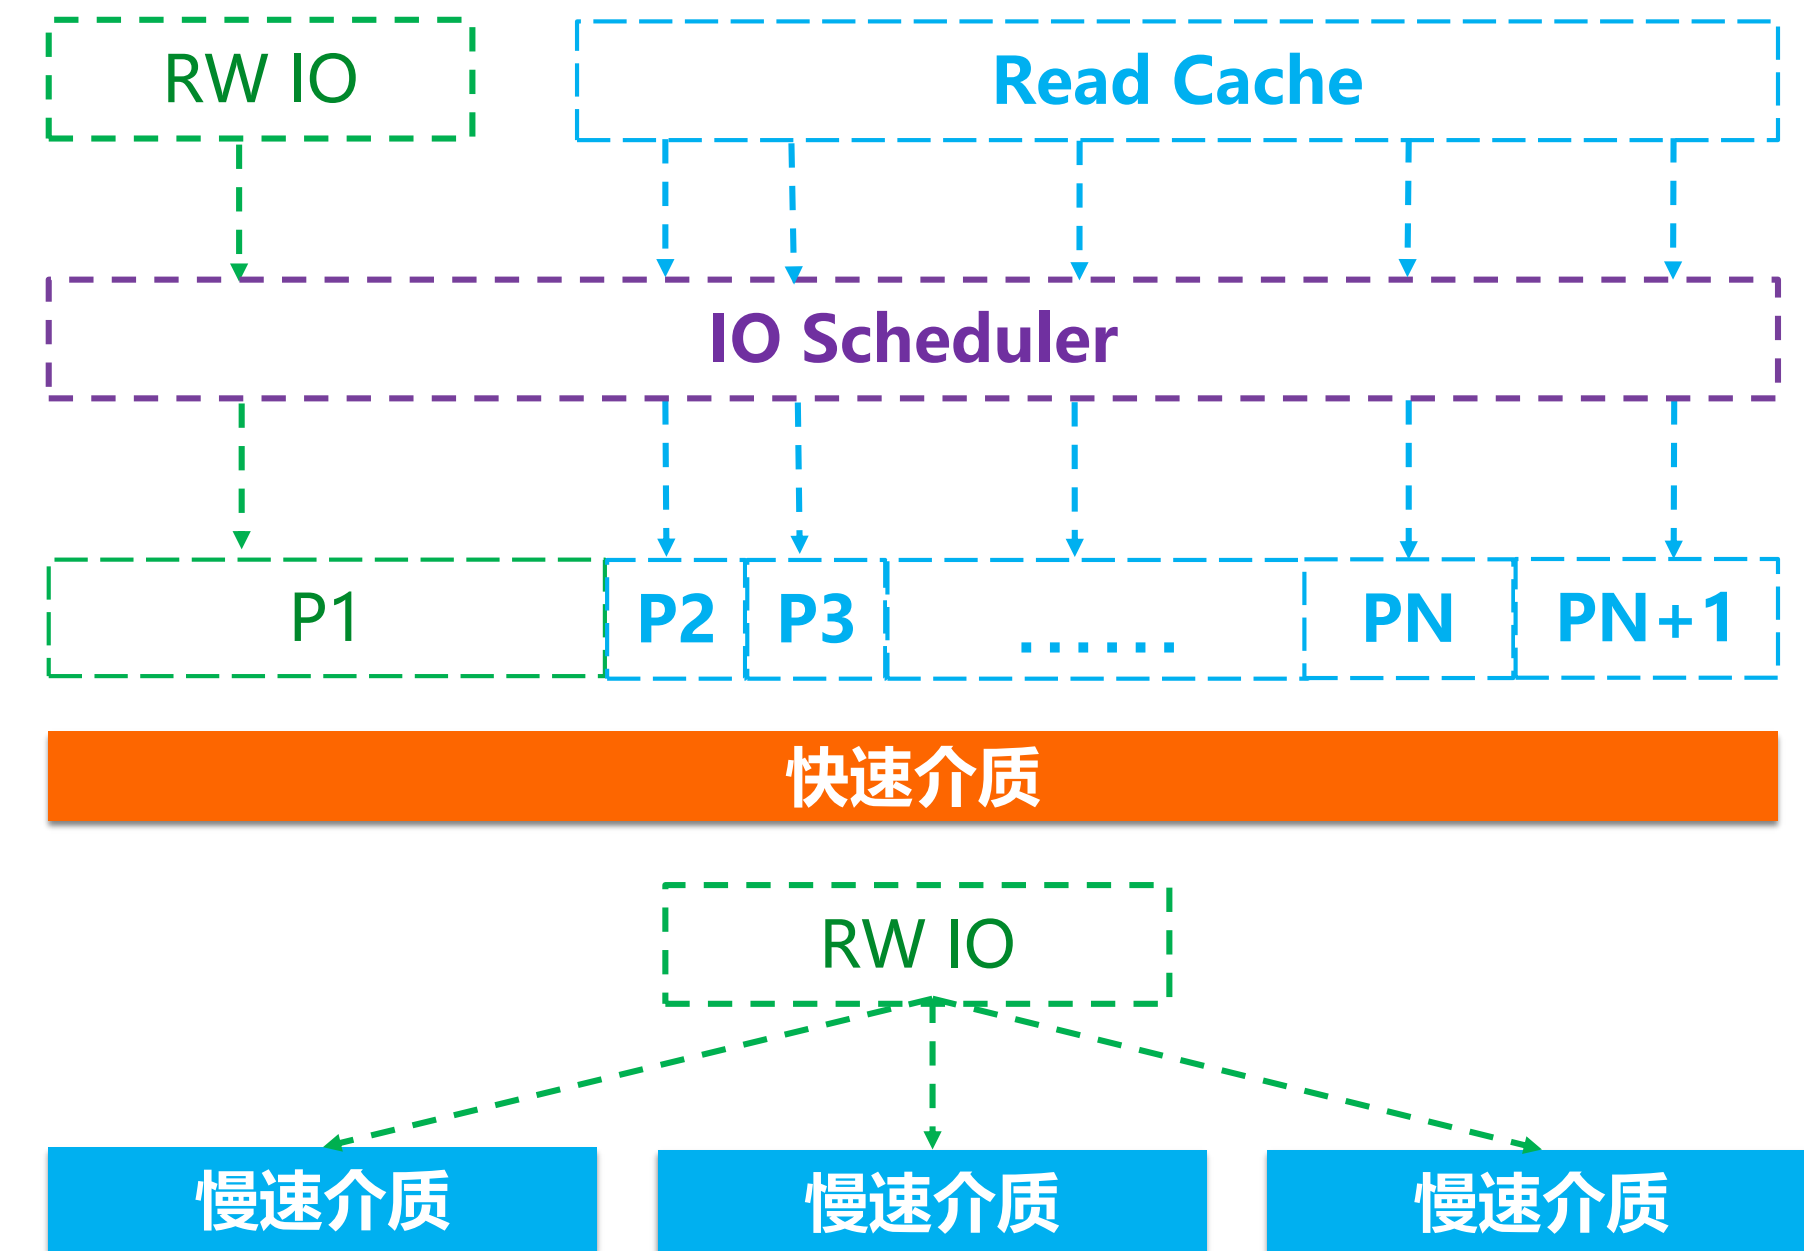 RW IO
Read Cache
IO Scheduler
P1
P2
P3
......
PN
PN+1
快速介质
RW IO
慢速介质
慢速介质
慢速介质